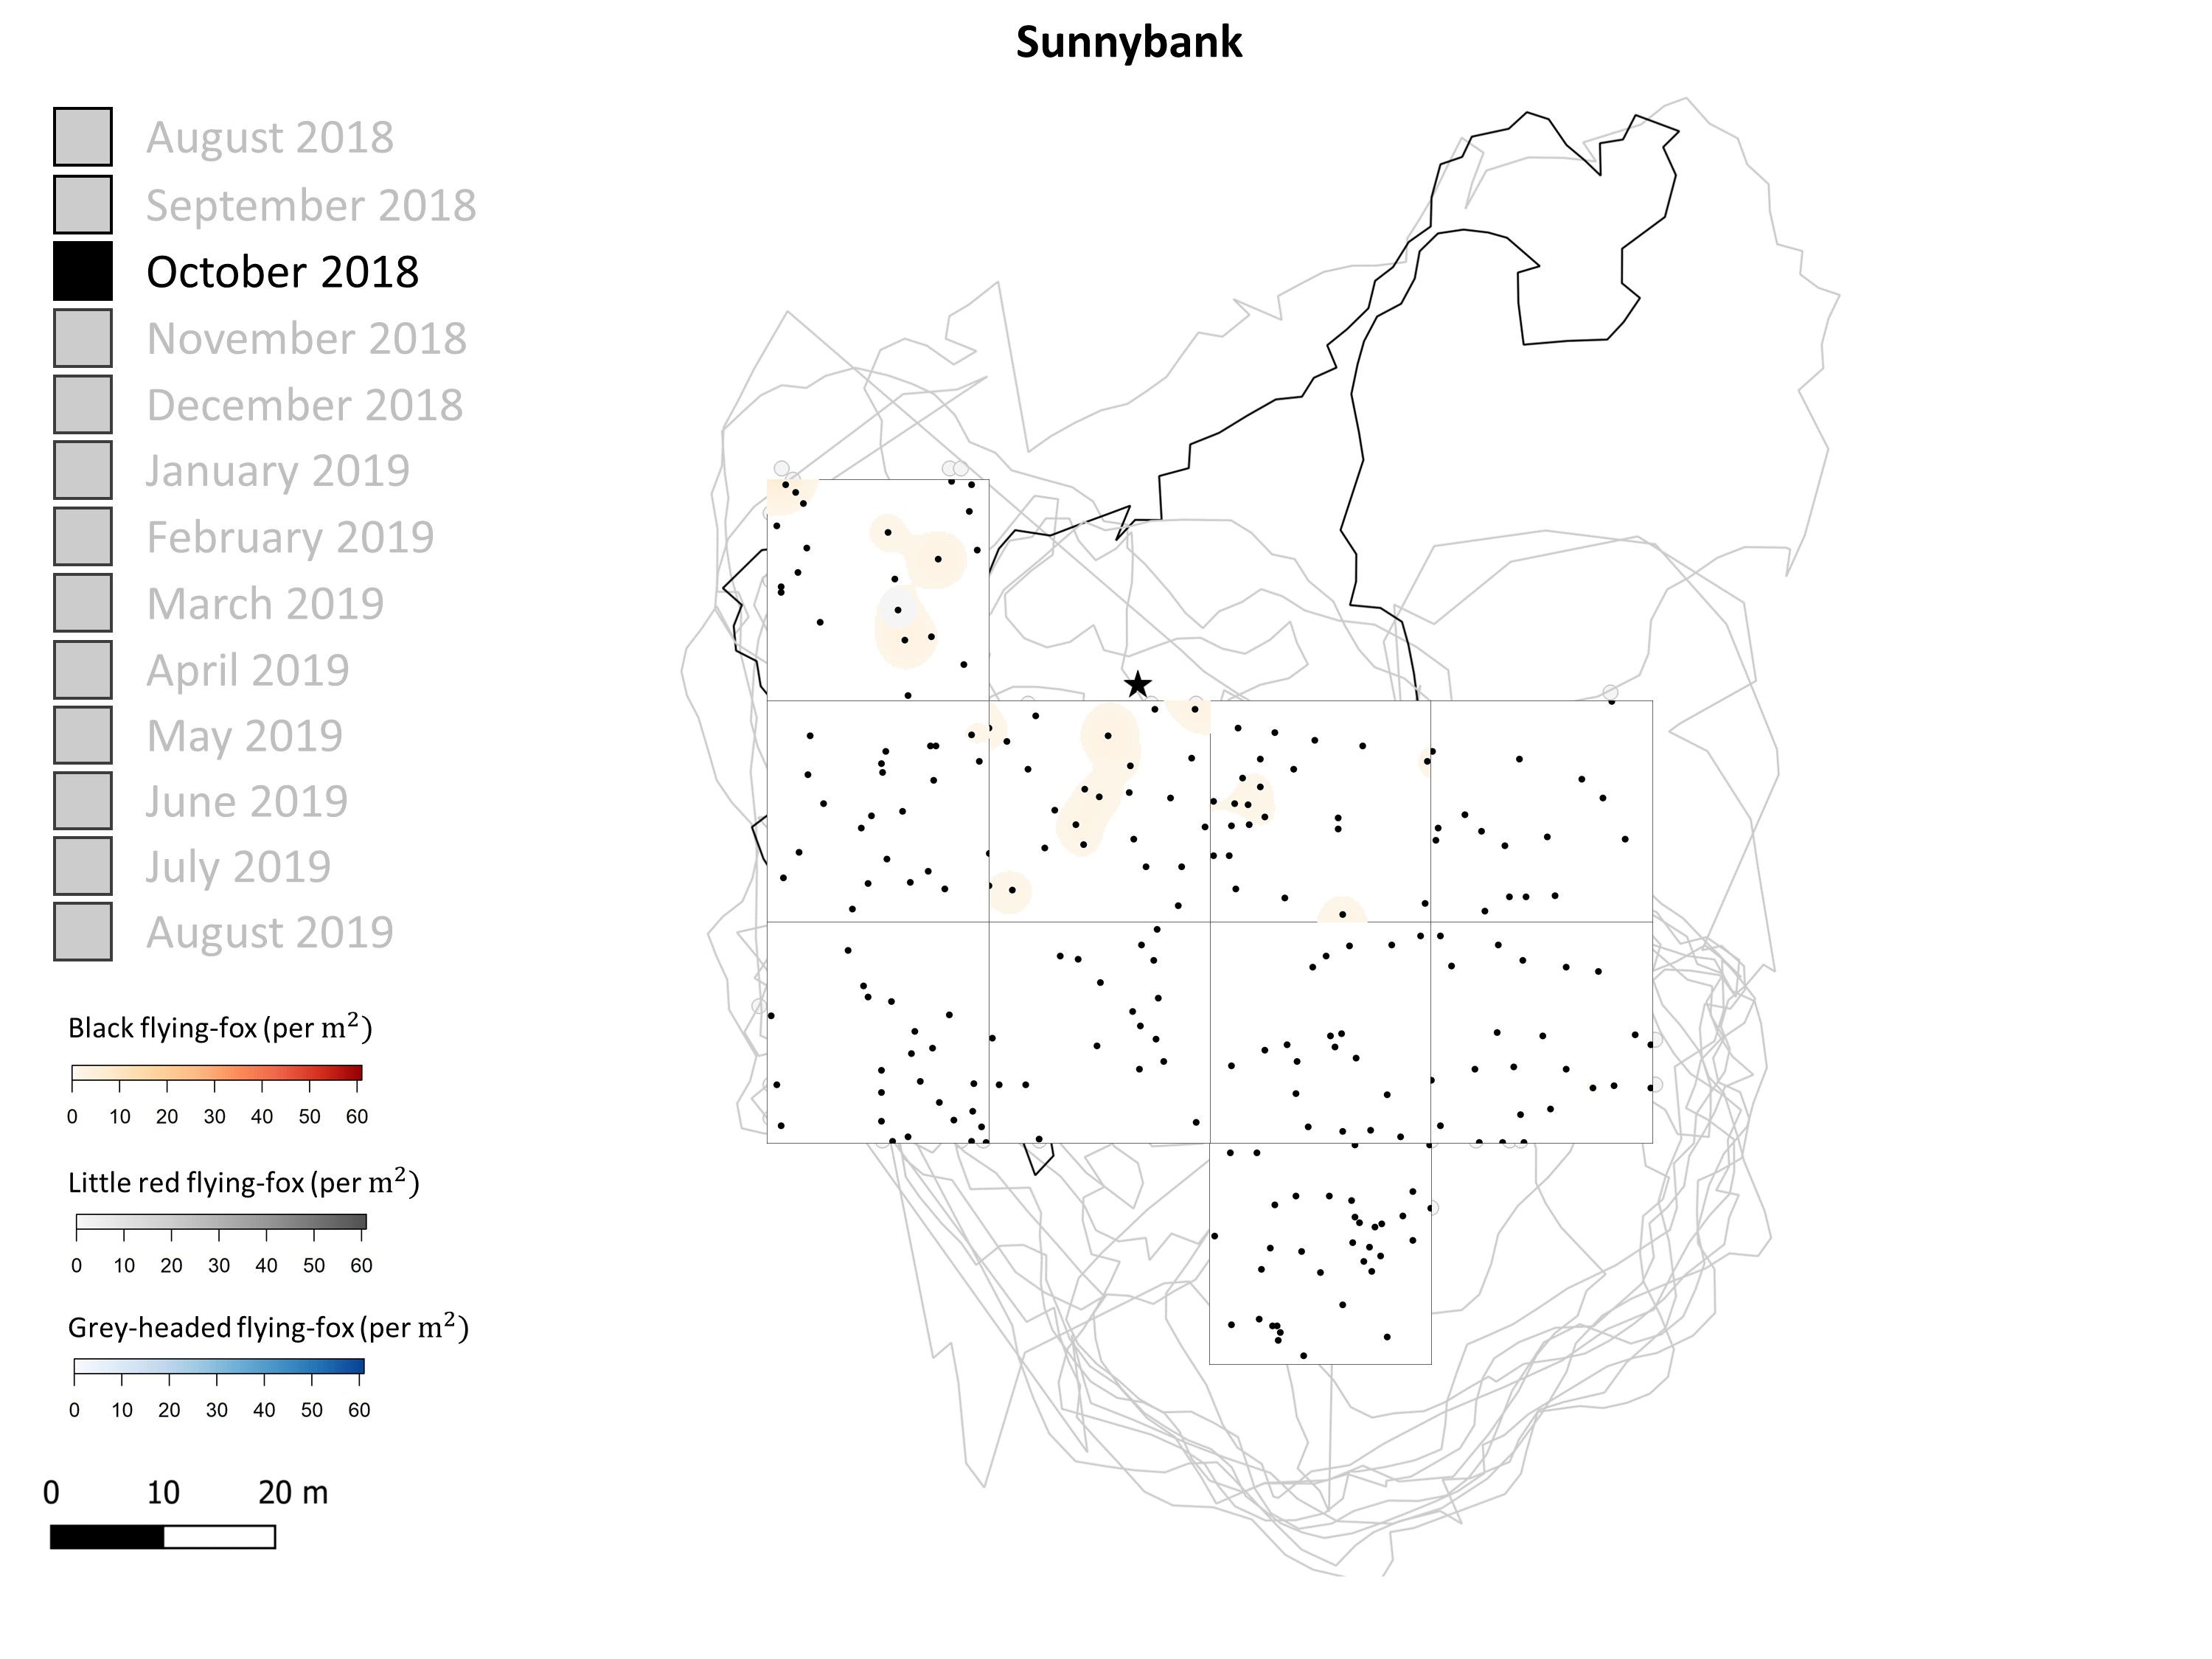 Sunnybank
August 2018
September 2018
October 2018
November 2018
December 2018
January 2019
February 2019
March 2019
April 2019
May 2019
June 2019
July 2019
August 2019
Black flying-fox (per m²)
0 10 20 30 40 50 60
Little red flying-fox (per m²)
0 10 20 30 40 50 60
Grey-headed flying-fox (per m²)
0 10 20 30 40 50 60
0 10 20 m